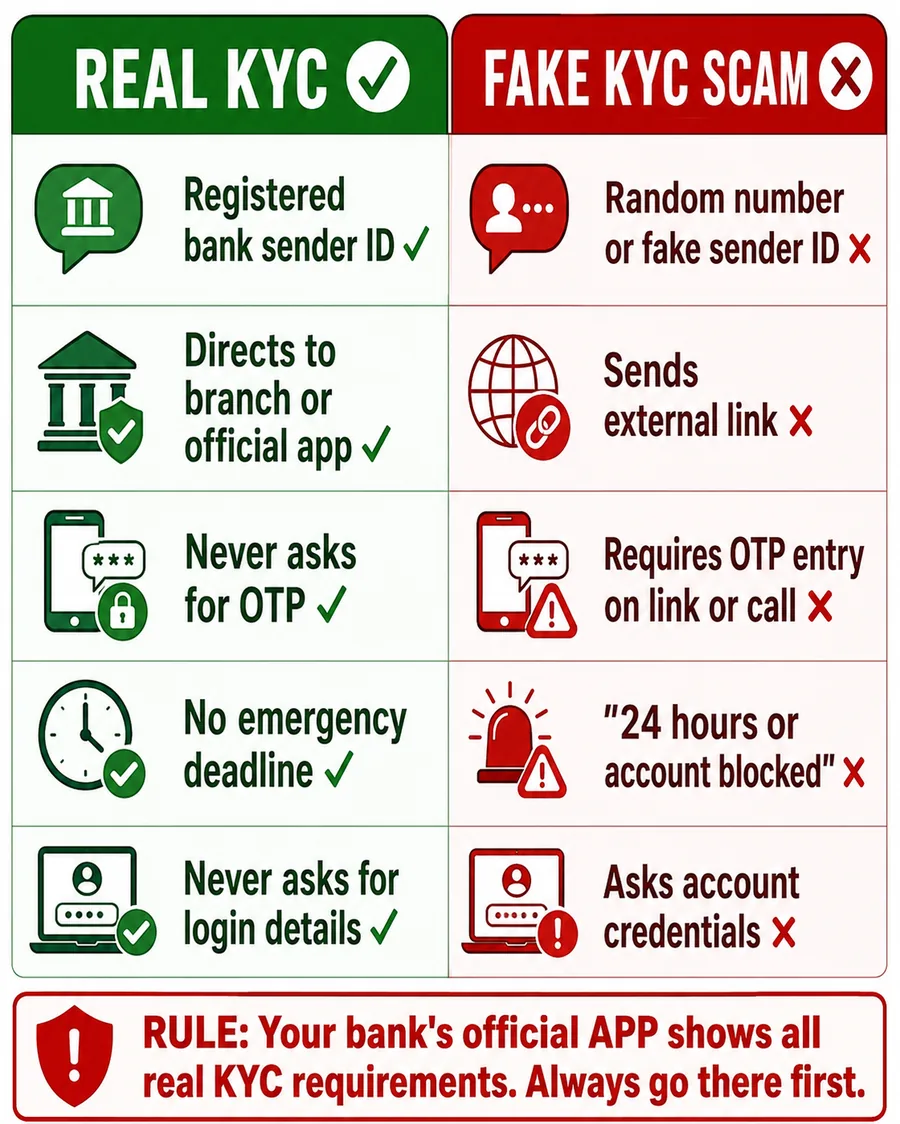 REAL KYC
FAKE KYC SCAM
Registered
bank sender ID
Random number
or fake sender ID
Directs to
branch or
official app
Sends
external link
***
Never asks
for OTP
***
Requires OTP entry
on link or call
No emergency
deadline
"24 hours or
account blocked"
Never asks for
login details
Asks account
credentials
RULE: Your bank's official APP shows all
real KYC requirements. Always go there first.